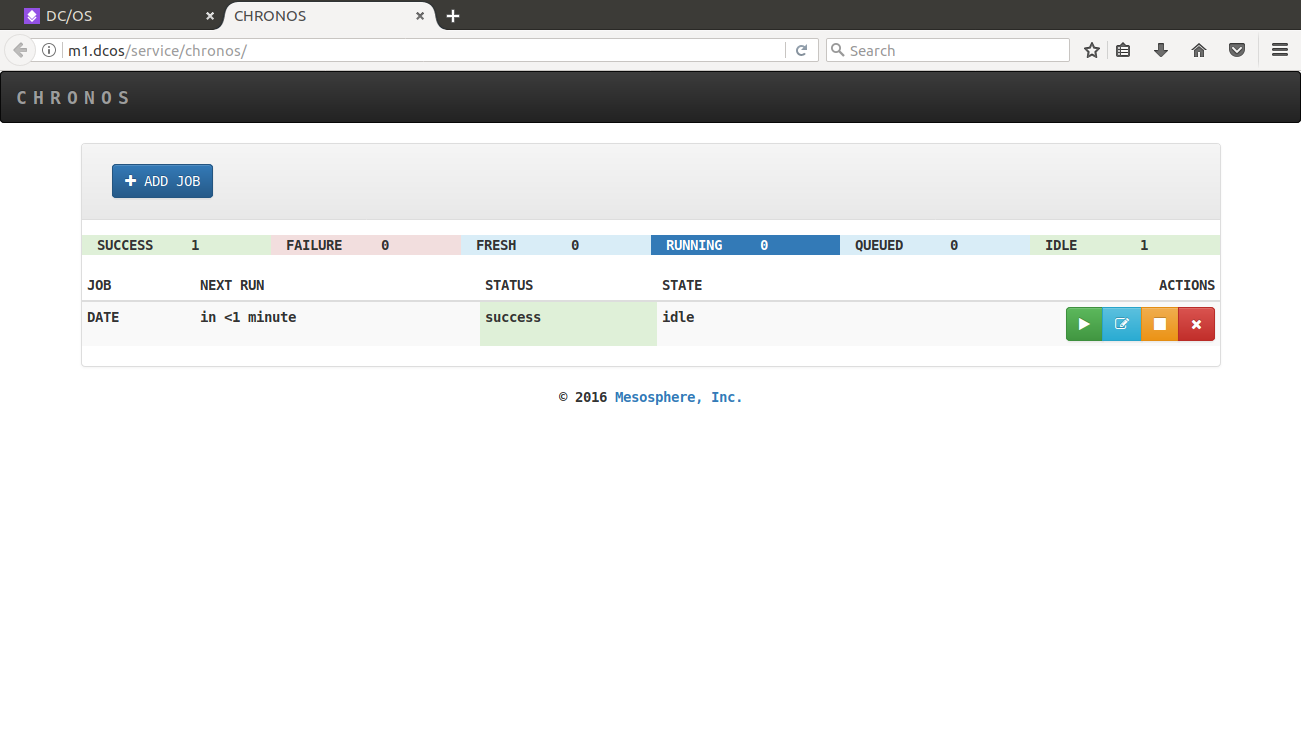 DC/OS CHRONOS
m1.dcos/service/chronos/ Search
CHRONOS
ADD JOB
SUCCESS 1 FAILURE 0 FRESH 0 RUNNING 0 QUEUED 0 IDLE 1
JOB NEXT RUN STATUS STATE ACTIONS
DATE in <1 minute success idle
© 2016 Mesosphere, Inc.